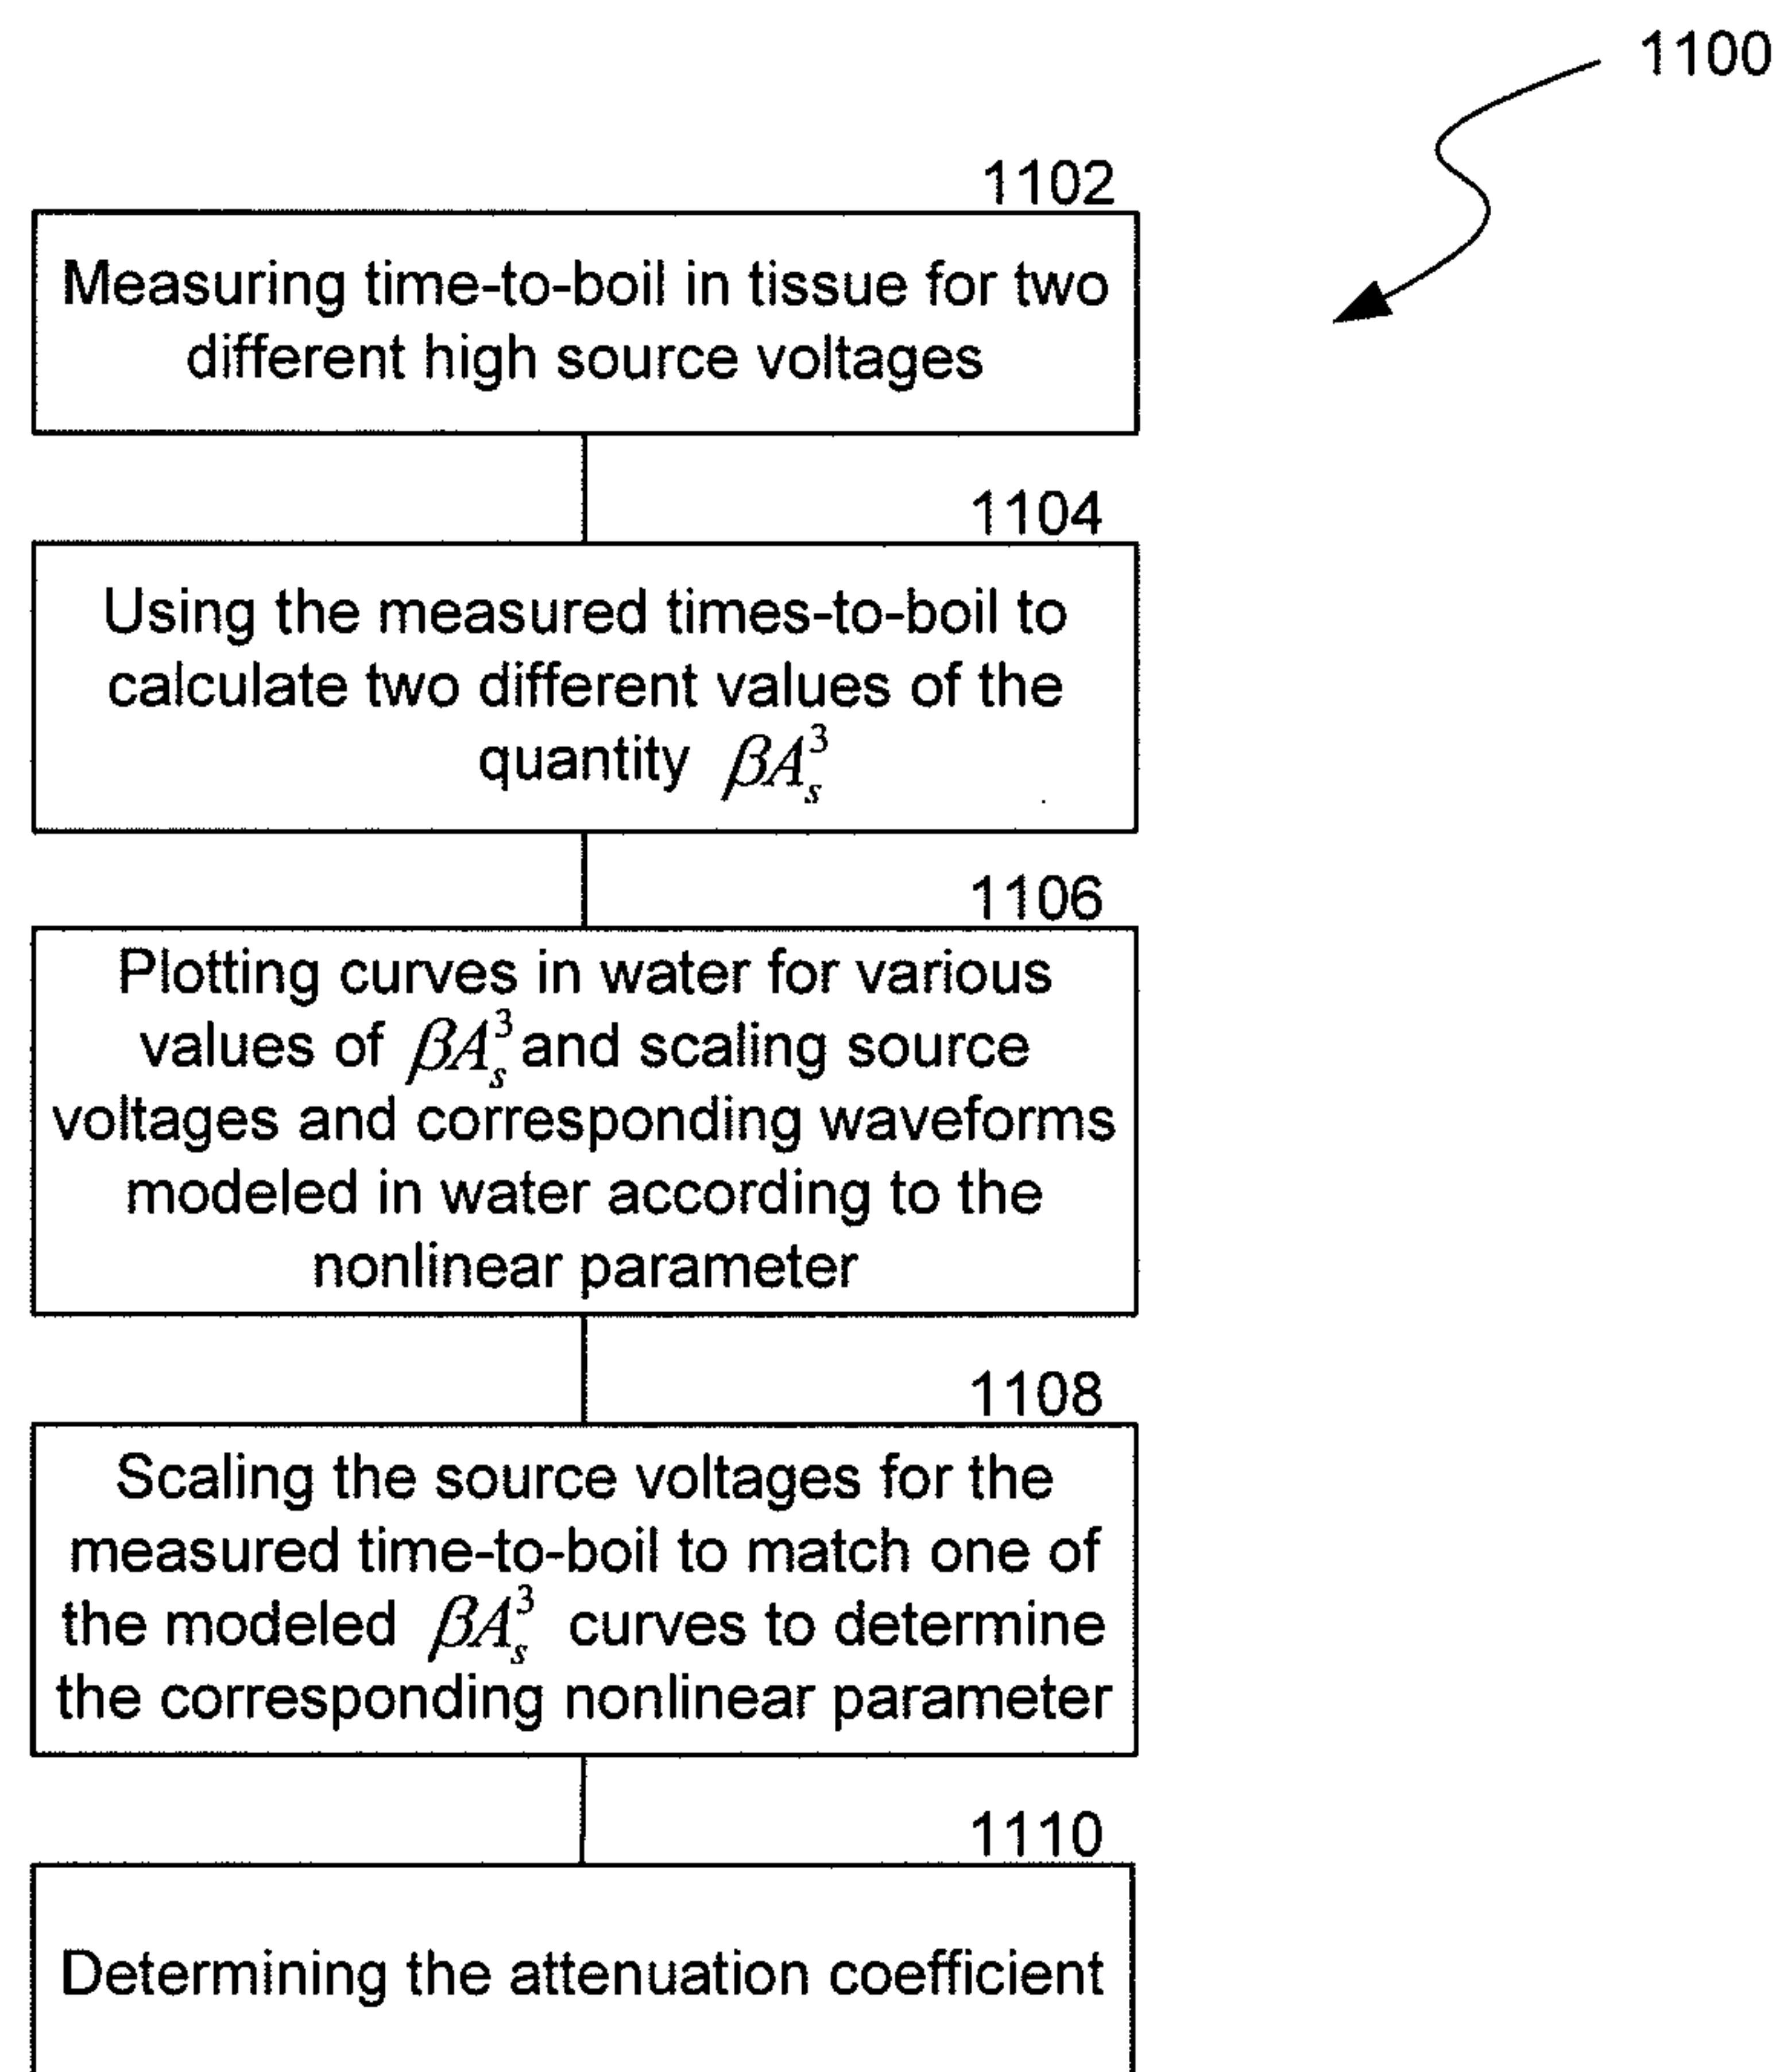 1100
1102
Measuring time-to-boil in tissue for two
different high source voltages
1104
Using the measured times-to-boil to
calculate two different values of the
quantity βA_s^3
1106
Plotting curves in water for various
values of βA_s^3 and scaling source
voltages and corresponding waveforms
modeled in water according to the
nonlinear parameter
1108
Scaling the source voltages for the
measured time-to-boil to match one of
the modeled βA_s^3 curves to determine
the corresponding nonlinear parameter
1110
Determining the attenuation coefficient